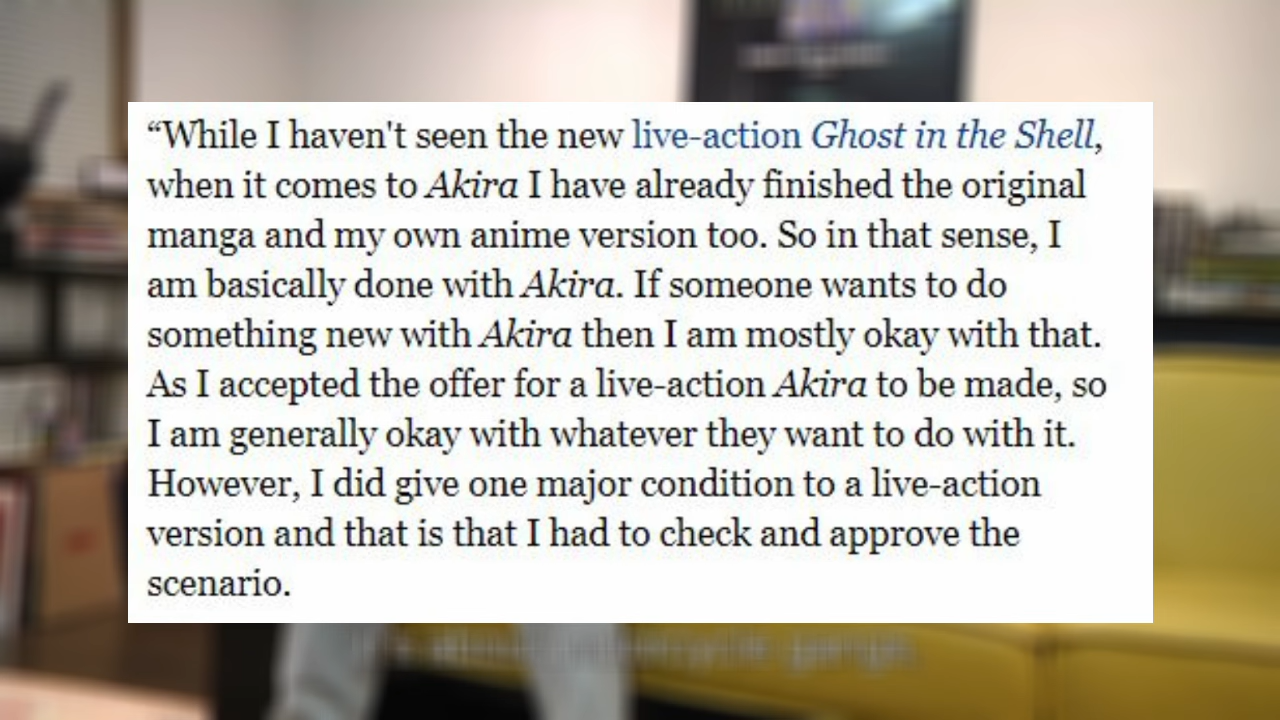 “While I haven't seen the new live-action Ghost in the Shell,
when it comes to Akira I have already finished the original
manga and my own anime version too. So in that sense, I
am basically done with Akira. If someone wants to do
something new with Akira then I am mostly okay with that.
As I accepted the offer for a live-action Akira to be made, so
I am generally okay with whatever they want to do with it.
However, I did give one major condition to a live-action
version and that is that I had to check and approve the
scenario.